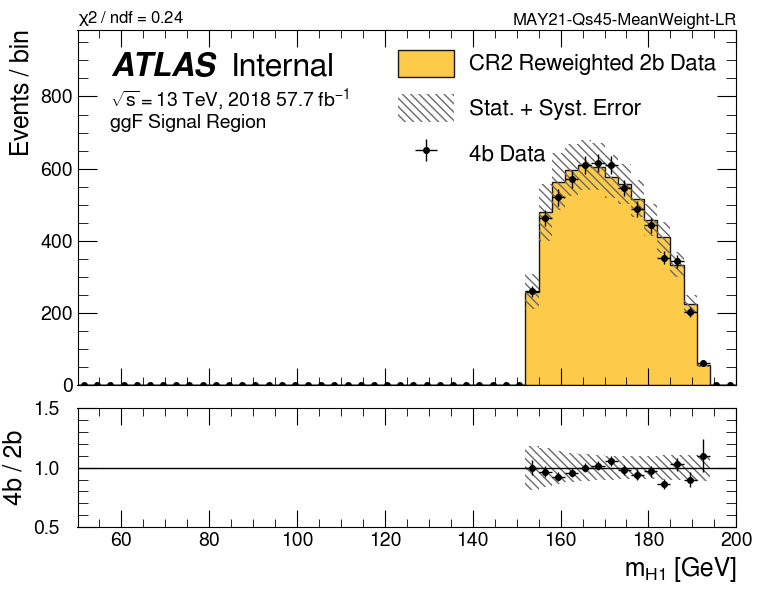 χ² / ndf = 0.24
MAY21-Qs45-MeanWeight-LR
ATLAS Internal
√s = 13 TeV, 2018 57.7 fb⁻¹
ggF Signal Region
CR2 Reweighted 2b Data
Stat. + Syst. Error
4b Data
Events / bin
800
600
400
200
0
4b / 2b
1.5
1.0
0.5
60 80 100 120 140 160 180 200
m_H1 [GeV]